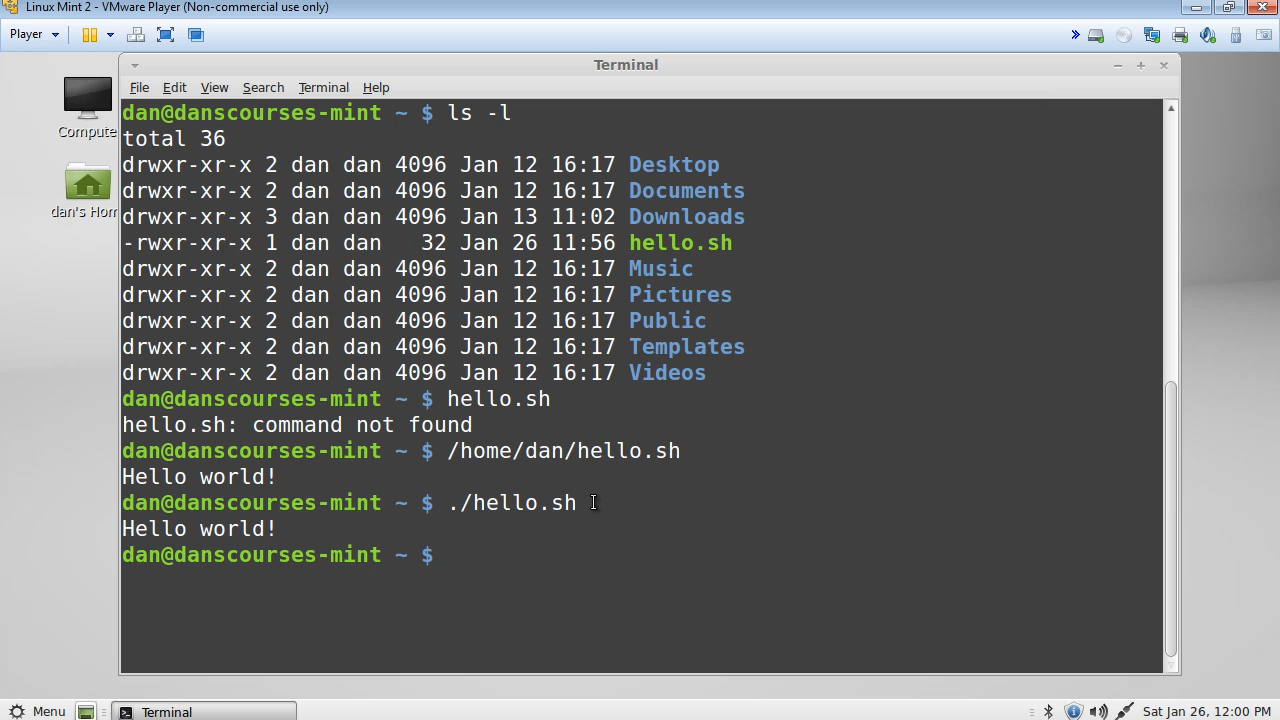 Linux Mint 2 - VMware Player (Non-commercial use only)
Player
Terminal
File Edit View Search Terminal Help
Compute
dan's Hom
dan@danscourses-mint ~ $ ls -l
total 36
drwxr-xr-x 2 dan dan 4096 Jan 12 16:17 Desktop
drwxr-xr-x 2 dan dan 4096 Jan 12 16:17 Documents
drwxr-xr-x 3 dan dan 4096 Jan 13 11:02 Downloads
-rwxr-xr-x 1 dan dan   32 Jan 26 11:56 hello.sh
drwxr-xr-x 2 dan dan 4096 Jan 12 16:17 Music
drwxr-xr-x 2 dan dan 4096 Jan 12 16:17 Pictures
drwxr-xr-x 2 dan dan 4096 Jan 12 16:17 Public
drwxr-xr-x 2 dan dan 4096 Jan 12 16:17 Templates
drwxr-xr-x 2 dan dan 4096 Jan 12 16:17 Videos
dan@danscourses-mint ~ $ hello.sh
hello.sh: command not found
dan@danscourses-mint ~ $ /home/dan/hello.sh
Hello world!
dan@danscourses-mint ~ $ ./hello.sh
Hello world!
dan@danscourses-mint ~ $
Menu
Terminal
Sat Jan 26, 12:00 PM